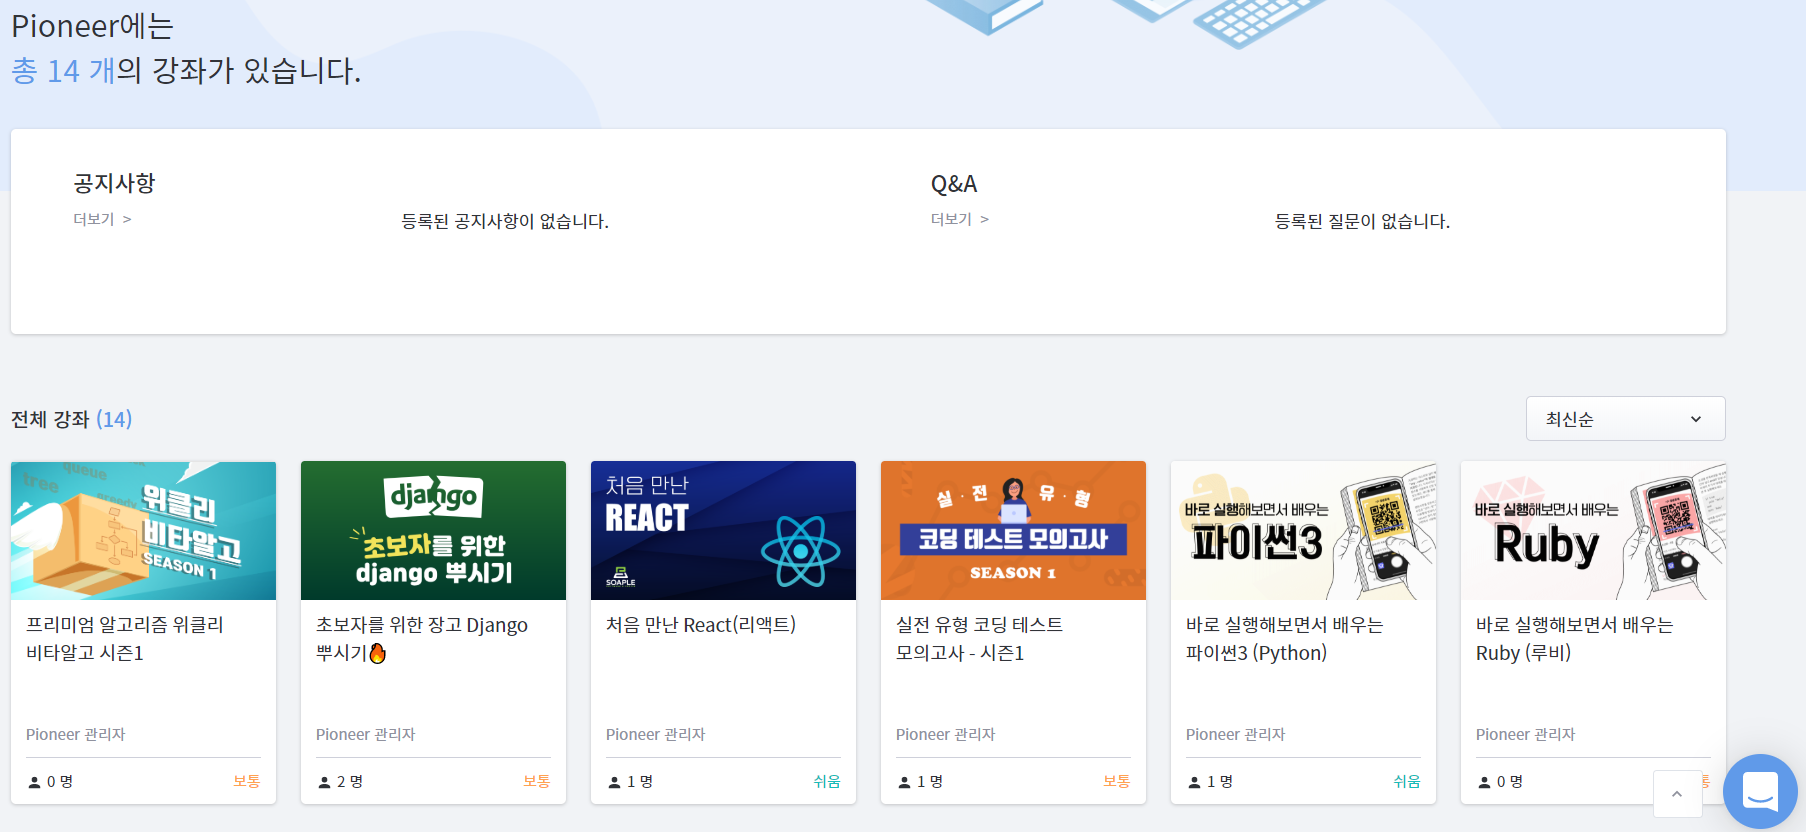 Pioneer에는
총 14 개의 강좌가 있습니다.
공지사항
더보기 >
등록된 공지사항이 없습니다.
Q&A
더보기 >
등록된 질문이 없습니다.
전체 강좌 (14)
최신순
queue
tree
greedy
위클리
비타알고
SEASON 1
프리미엄 알고리즘 위클리
비타알고 시즌1
Pioneer 관리자
0 명
보통
django
초보자를 위한
django 뿌시기
초보자를 위한 장고 Django
뿌시기🔥
Pioneer 관리자
2 명
보통
처음 만난
REACT
SOAPLE
처음 만난 React(리액트)
Pioneer 관리자
1 명
쉬움
실·전 유·형
코딩 테스트 모의고사
SEASON 1
실전 유형 코딩 테스트
모의고사 - 시즌1
Pioneer 관리자
1 명
보통
바로 실행해보면서 배우는
파이썬3
바로 실행해보면서 배우는
파이썬3 (Python)
Pioneer 관리자
1 명
쉬움
바로 실행해보면서 배우는
Ruby
바로 실행해보면서 배우는
Ruby (루비)
Pioneer 관리자
0 명
통